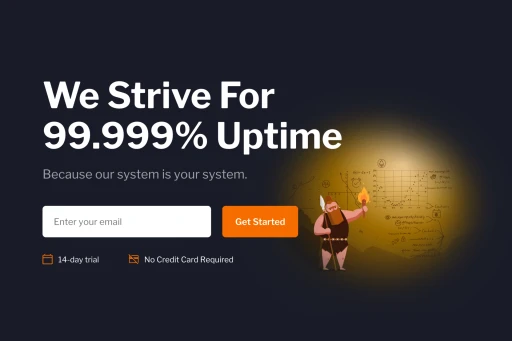 We Strive For
99.999% Uptime
Because our system is your system.
Enter your email
Get Started
14-day trial
No Credit Card Required